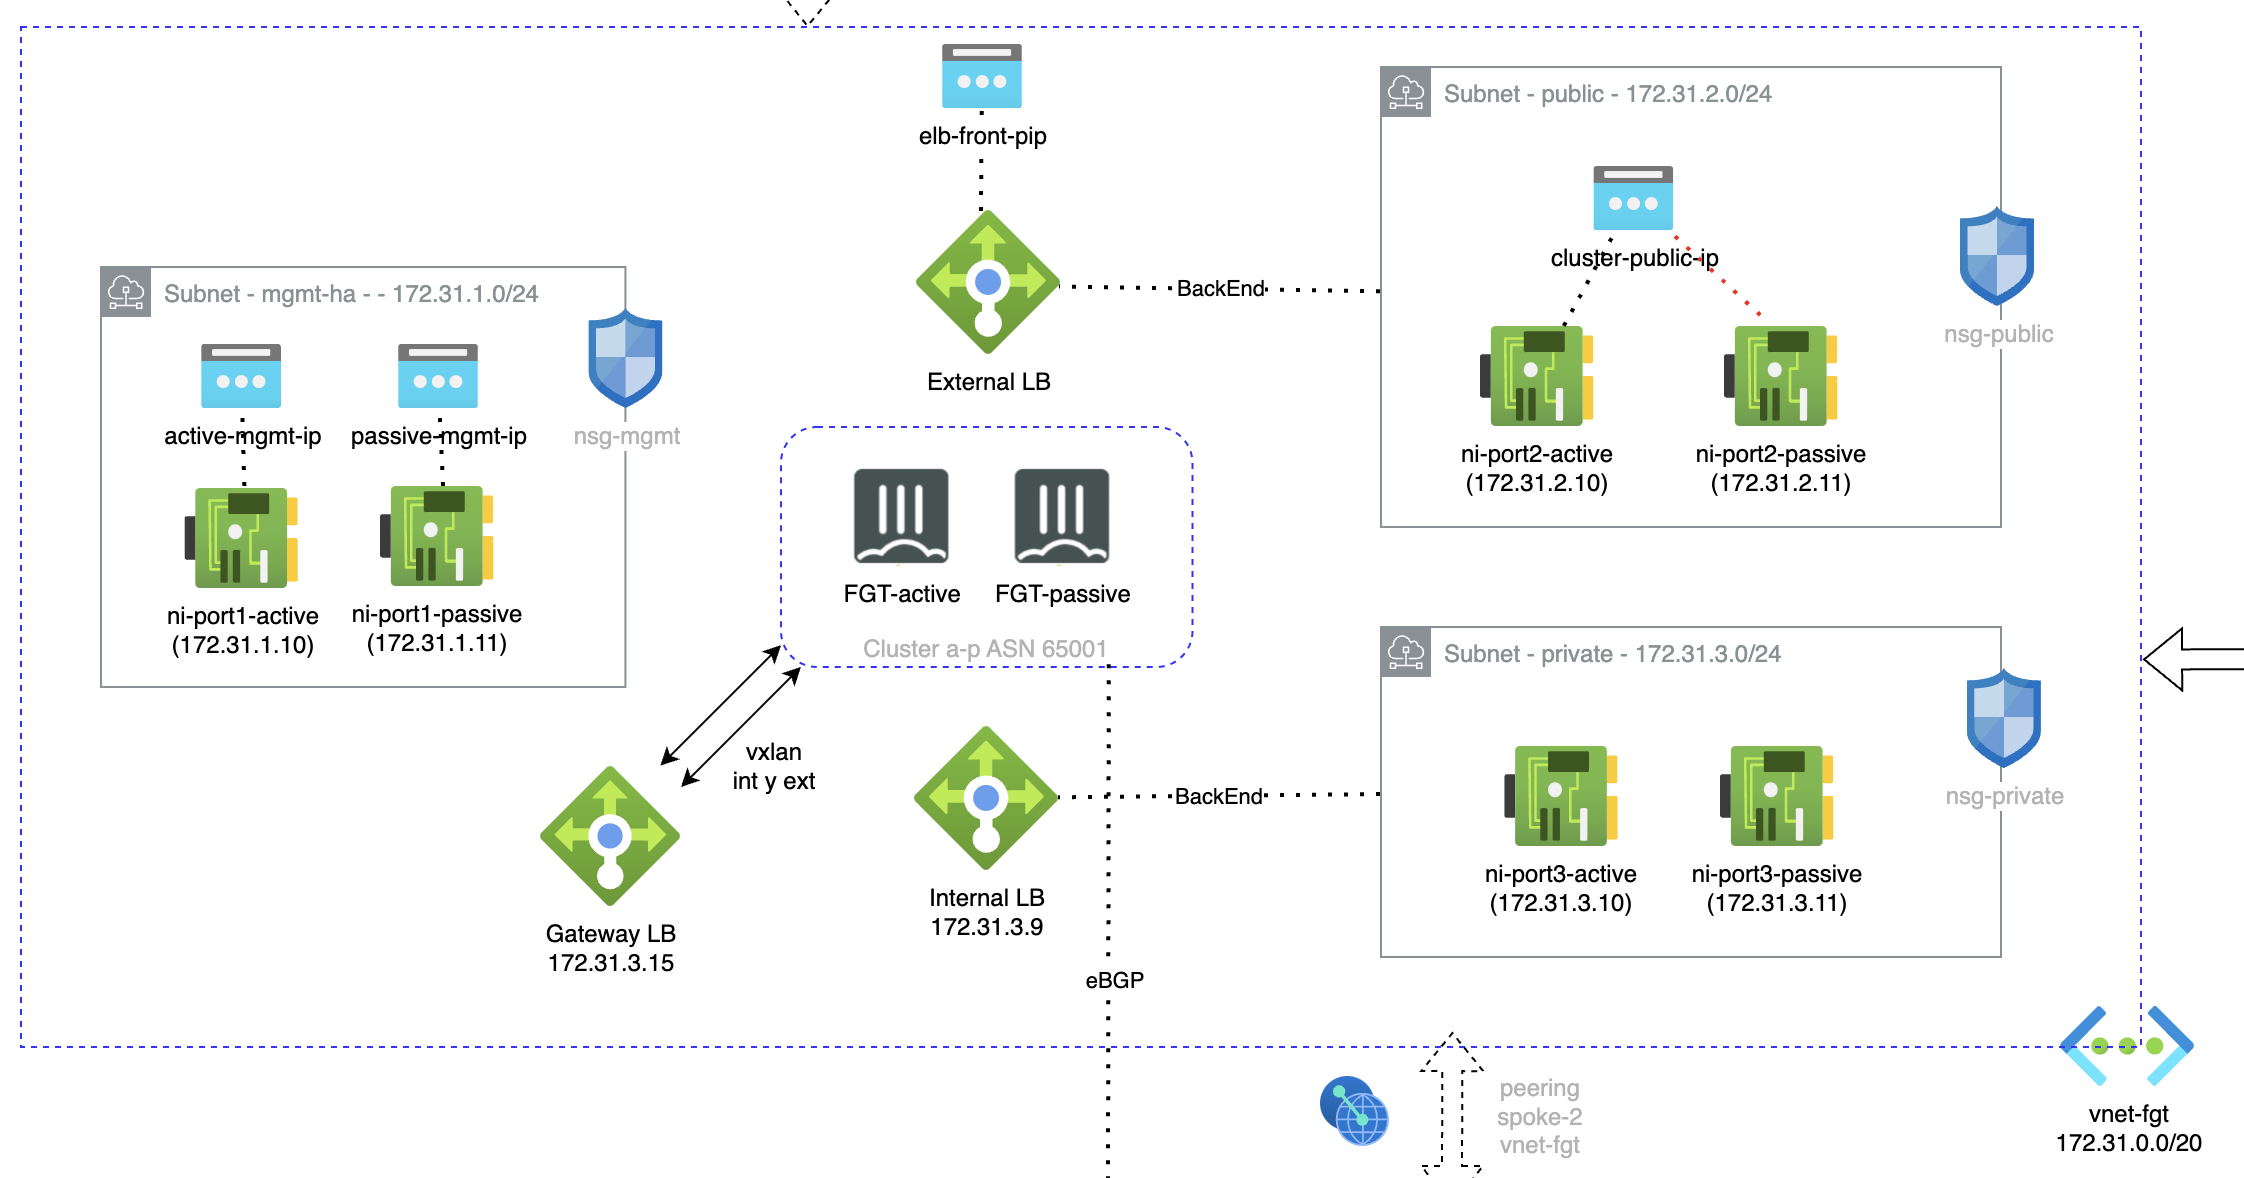 elb-front-pip
External LB
BackEnd
Subnet - public - 172.31.2.0/24
cluster-public-ip
nsg-public
ni-port2-active
(172.31.2.10)
ni-port2-passive
(172.31.2.11)
Subnet - mgmt-ha - - 172.31.1.0/24
active-mgmt-ip
passive-mgmt-ip
nsg-mgmt
ni-port1-active
(172.31.1.10)
ni-port1-passive
(172.31.1.11)
FGT-active
FGT-passive
Cluster a-p ASN 65001
vxlan
int y ext
Gateway LB
172.31.3.15
Internal LB
172.31.3.9
BackEnd
Subnet - private - 172.31.3.0/24
nsg-private
ni-port3-active
(172.31.3.10)
ni-port3-passive
(172.31.3.11)
eBGP
peering
spoke-2
vnet-fgt
vnet-fgt
172.31.0.0/20